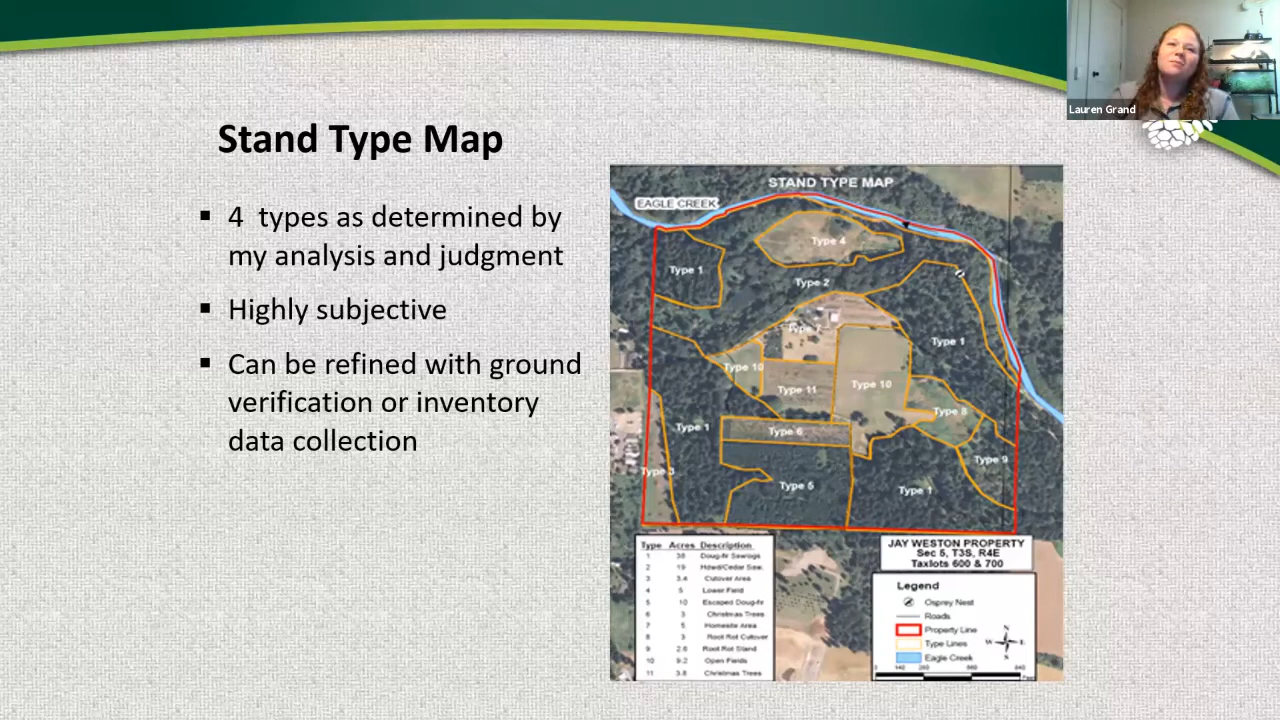 Lauren Grand
Stand Type Map
▪ 4 types as determined by
my analysis and judgment
▪ Highly subjective
▪ Can be refined with ground
verification or inventory
data collection
STAND TYPE MAP
EAGLE CREEK
Type 4
Type 1
Type 2
Type 7
Type 1
Type 10
Type 11
Type 10
Type 8
Type 1
Type 6
Type 9
Type 3
Type 5
Type 1
Type Acres Description
1 38 Doug-fir Sawlogs
2 19 Hdwd/Cedar Saw.
3 3.4 Cutover Area
4 5 Lower Field
5 10 Escaped Doug-fir
6 3 Christmas Trees
7 5 Homesite Area
8 3 Root Rot Cutover
9 2.6 Root Rot Stand
10 9.2 Open Fields
11 3.8 Christmas Trees
JAY WESTON PROPERTY
Sec 5, T3S, R4E
Taxlots 600 & 700
Legend
Osprey Nest
Roads
Property Line
Type Lines
Eagle Creek
N
W E
S
0 140 280 560 840